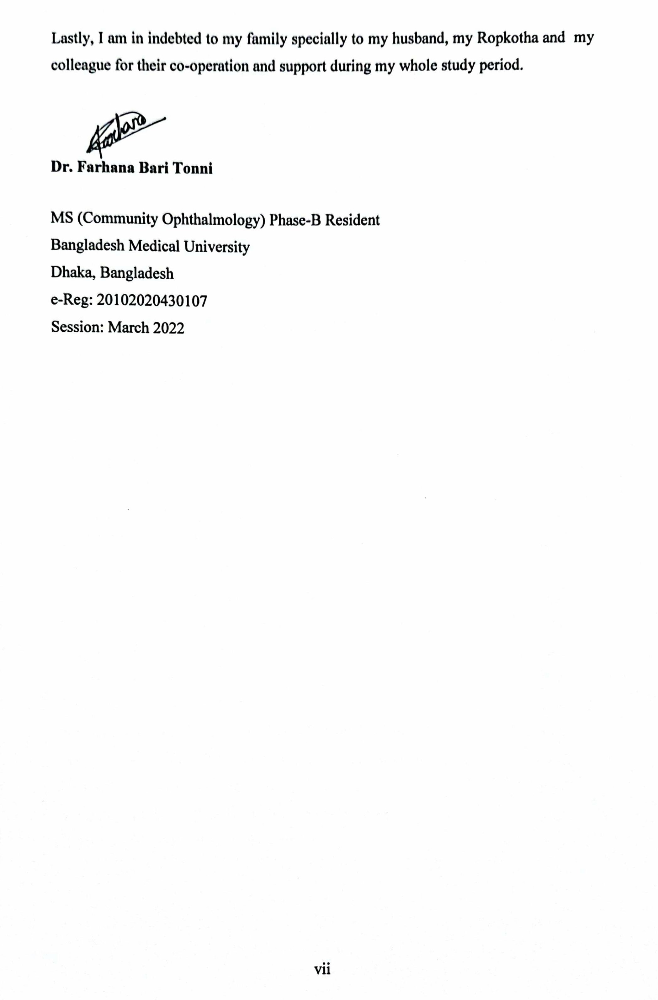 Lastly, I am in indebted to my family specially to my husband, my Ropkotha and my
colleague for their co-operation and support during my whole study period.
Farhana
Dr. Farhana Bari Tonni
MS (Community Ophthalmology) Phase-B Resident
Bangladesh Medical University
Dhaka, Bangladesh
e-Reg: 20102020430107
Session: March 2022
vii